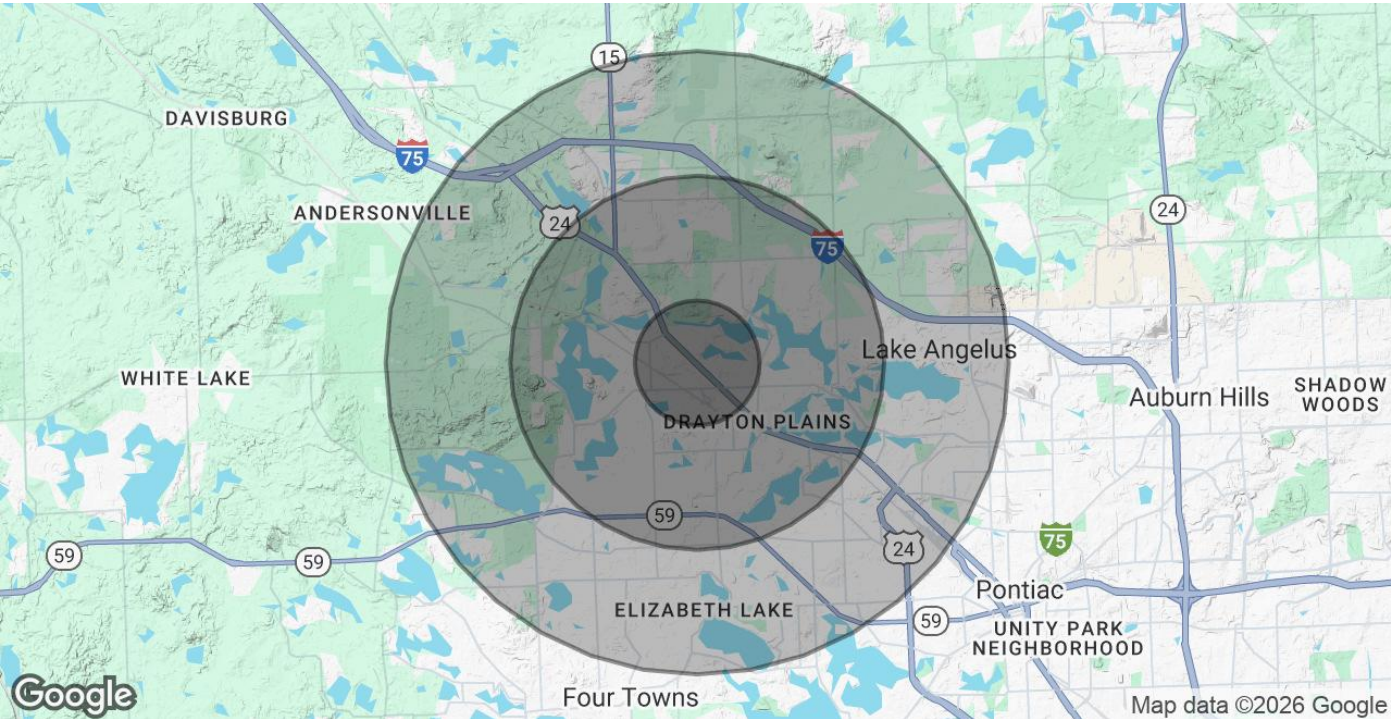 15
DAVISBURG
75
ANDERSONVILLE
24
24
75
Lake Angelus
WHITE LAKE
Auburn Hills
SHADOW
WOODS
DRAYTON PLAINS
59
59
59
24
75
Pontiac
ELIZABETH LAKE
59
UNITY PARK
NEIGHBORHOOD
Four Towns
Google
Map data ©2026 Google